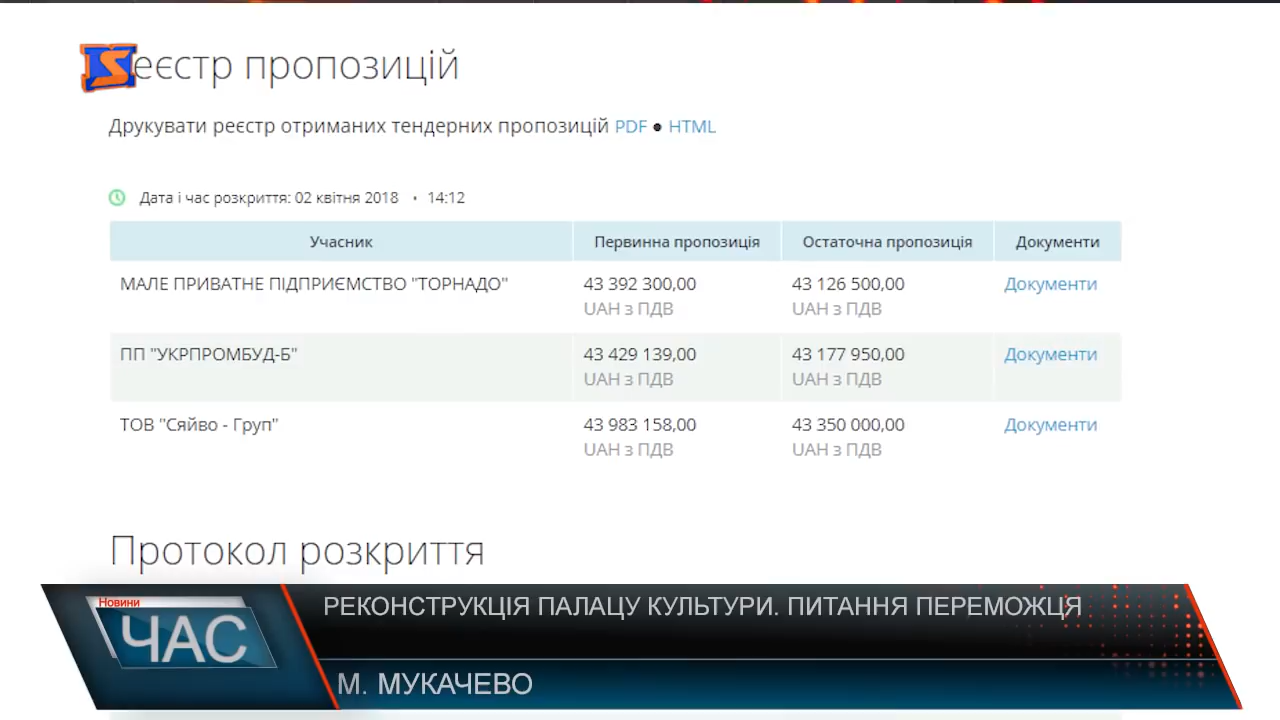 еєстр пропозицій
Друкувати реєстр отриманих тендерних пропозицій PDF ● HTML
Дата і час розкриття: 02 квітня 2018 • 14:12
Учасник Первинна пропозиція Остаточна пропозиція Документи
МАЛЕ ПРИВАТНЕ ПІДПРИЄМСТВО "ТОРНАДО" 43 392 300,00 43 126 500,00 Документи
UAH з ПДВ UAH з ПДВ
ПП "УКРПРОМБУД-Б" 43 429 139,00 43 177 950,00 Документи
UAH з ПДВ UAH з ПДВ
ТОВ "Сяйво - Груп" 43 983 158,00 43 350 000,00 Документи
UAH з ПДВ UAH з ПДВ
Протокол розкриття
Новини
ЧАС
РЕКОНСТРУКЦІЯ ПАЛАЦУ КУЛЬТУРИ. ПИТАННЯ ПЕРЕМОЖЦЯ
М. МУКАЧЕВО